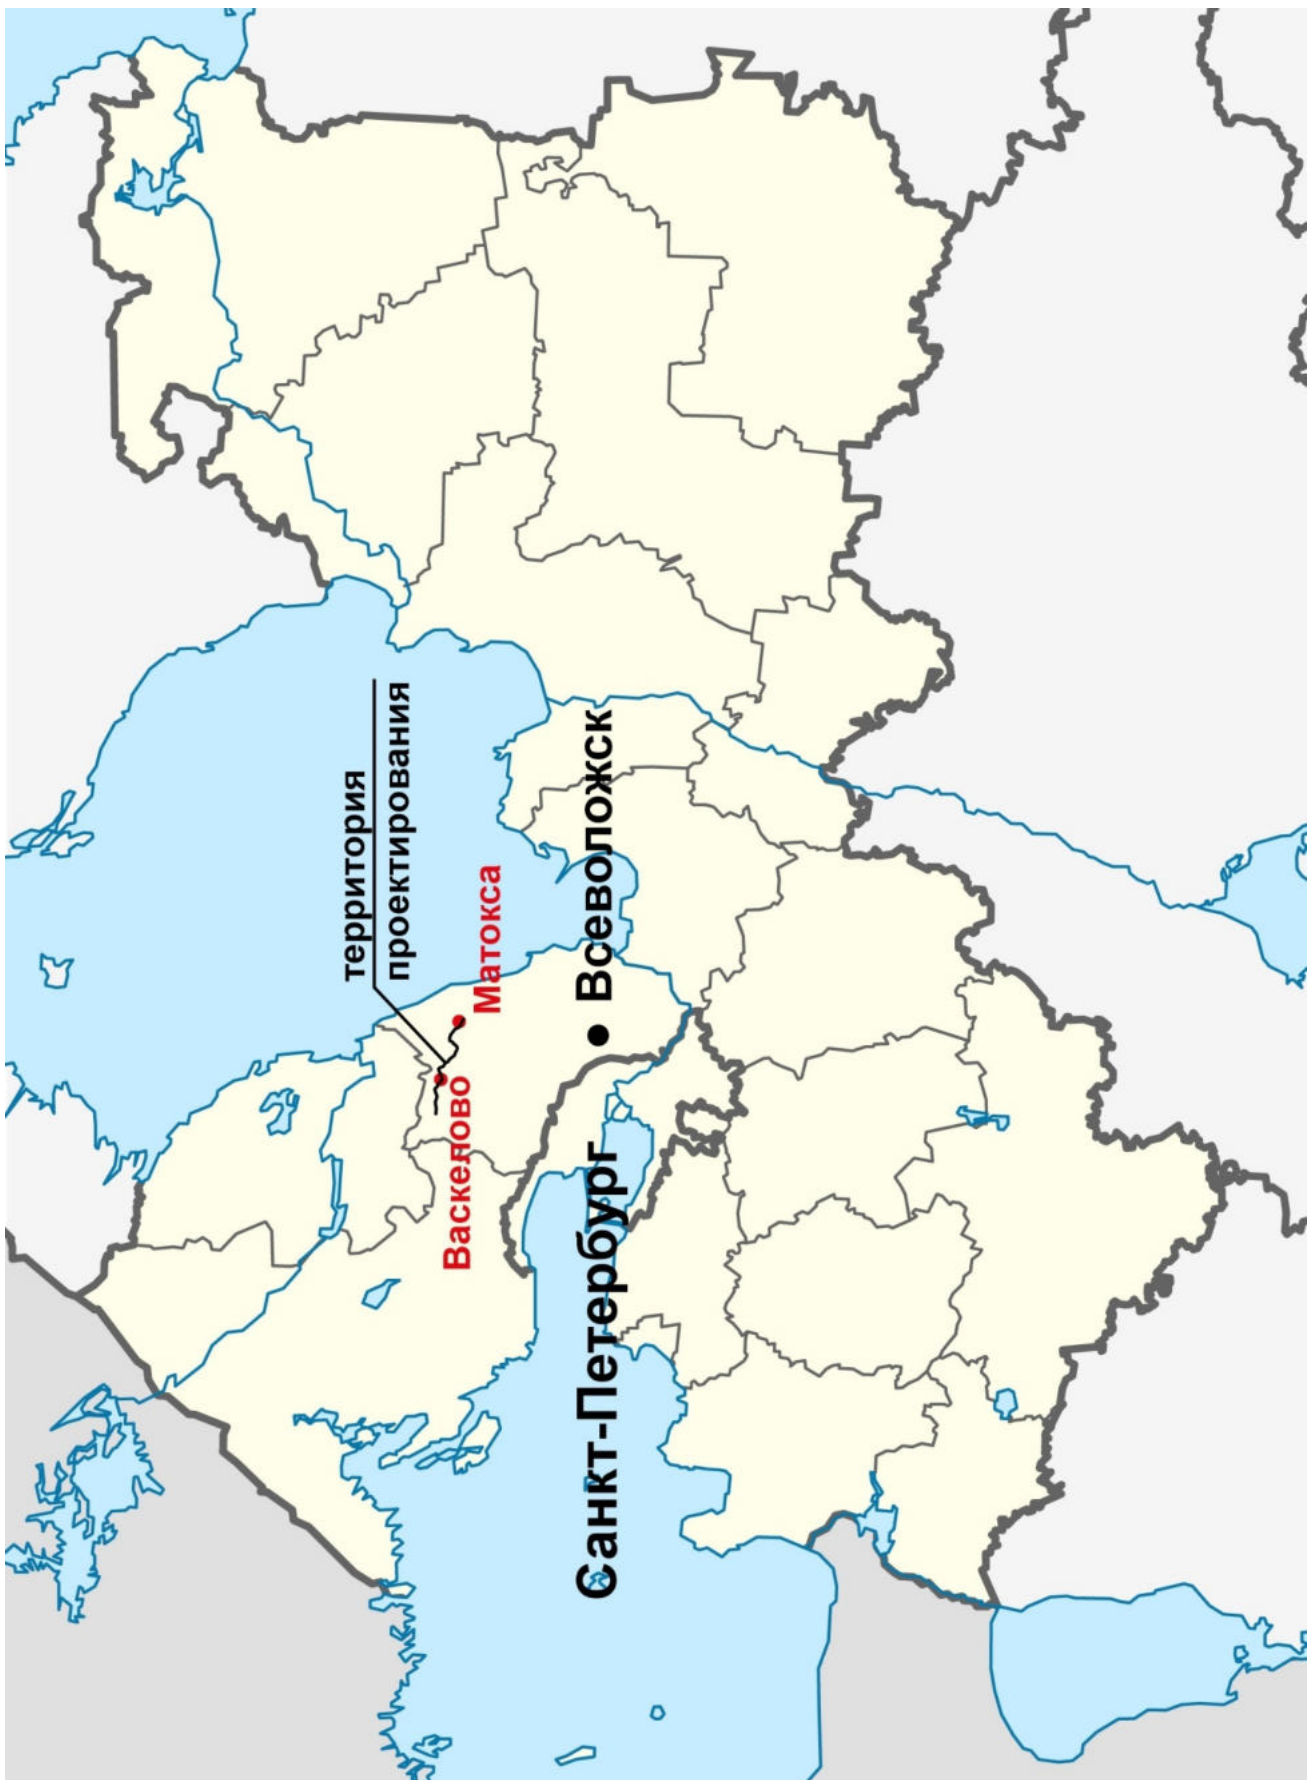 территория
проектирования
Матокса
Васкелово
Всеволожск
Санкт-Петербург